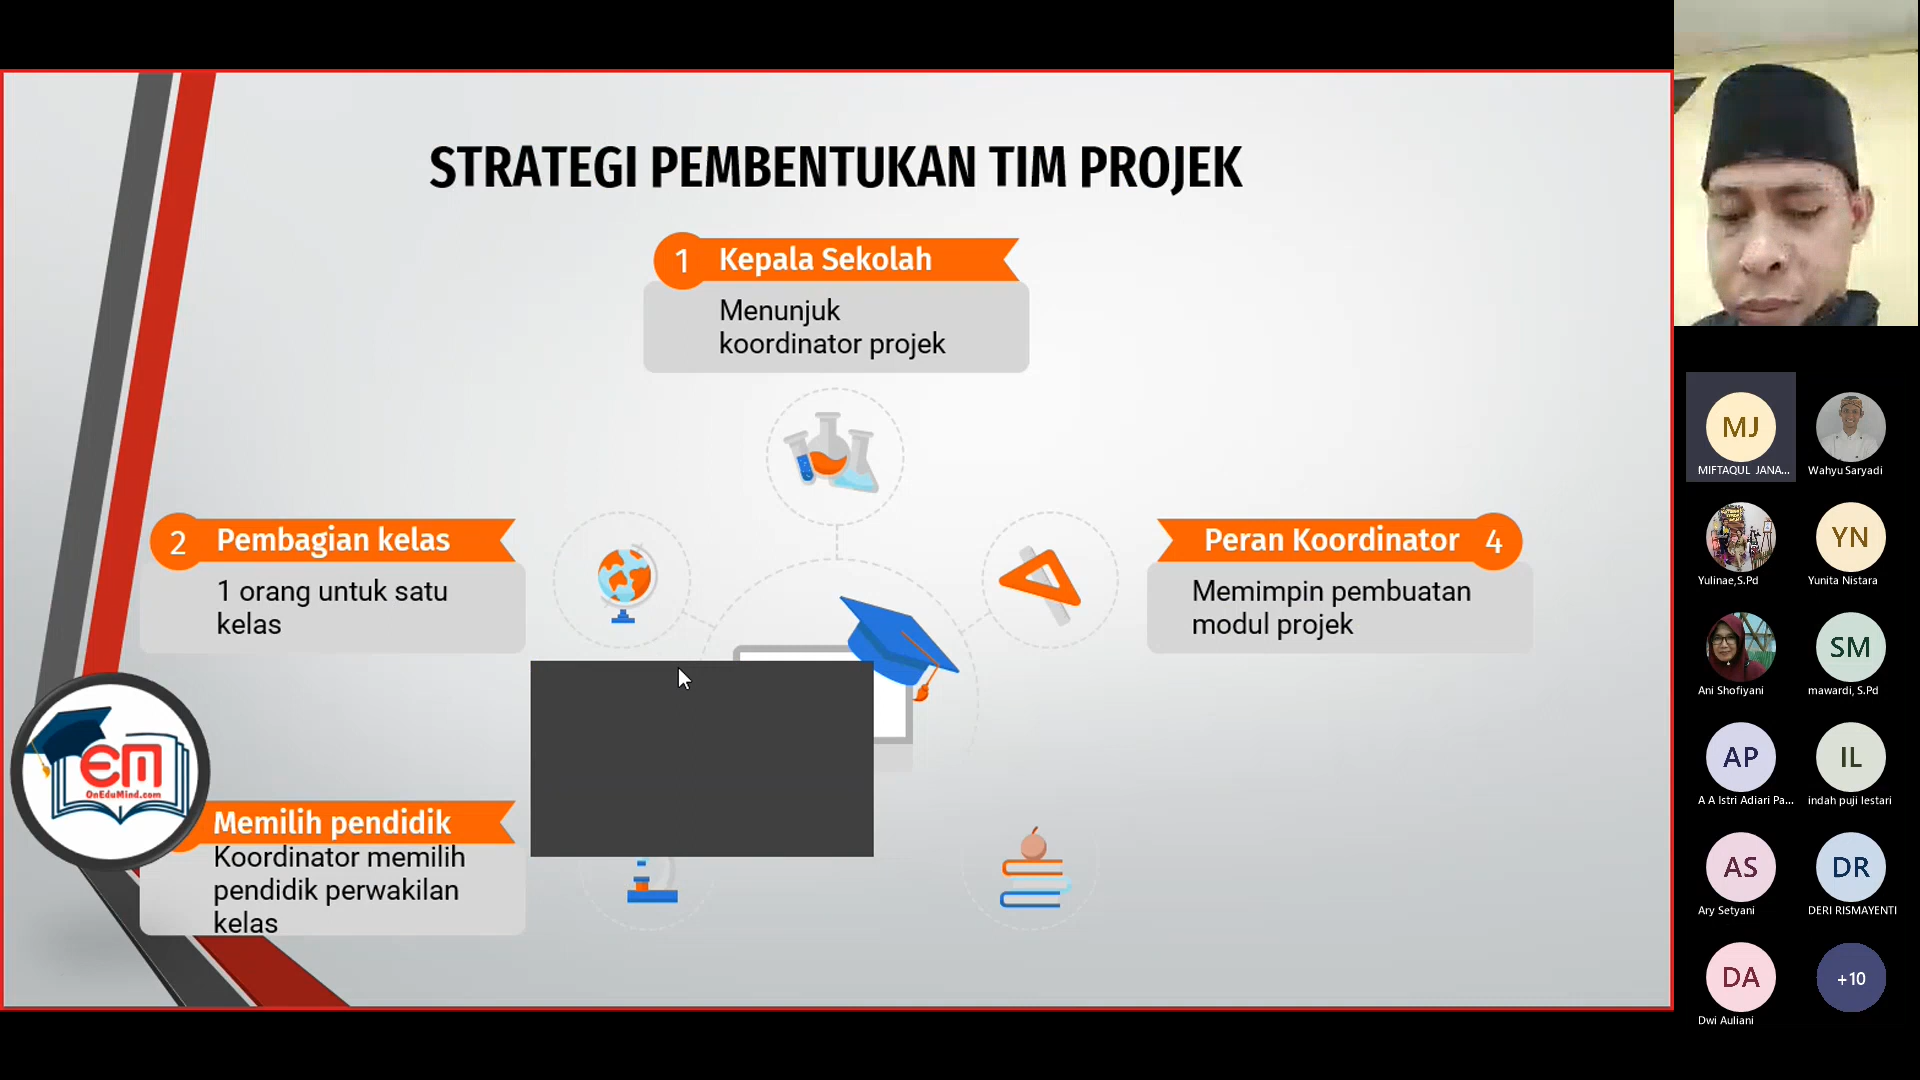 STRATEGI PEMBENTUKAN TIM PROJEK
1 Kepala Sekolah
Menunjuk
koordinator projek
2 Pembagian kelas
1 orang untuk satu
kelas
Peran Koordinator 4
Memimpin pembuatan
modul projek
EM
OnEduMind.com
Memilih pendidik
Koordinator memilih
pendidik perwakilan
kelas
MJ
MIFTAQUL JANA...
Wahyu Saryadi
Yulinae,S.Pd
YN
Yunita Nistara
Ani Shofiyani
SM
mawardi, S.Pd
AP
A A Istri Adiari Pa...
IL
indah puji lestari
AS
Ary Setyani
DR
DERI RISMAYENTI
DA
Dwi Auliani
+10